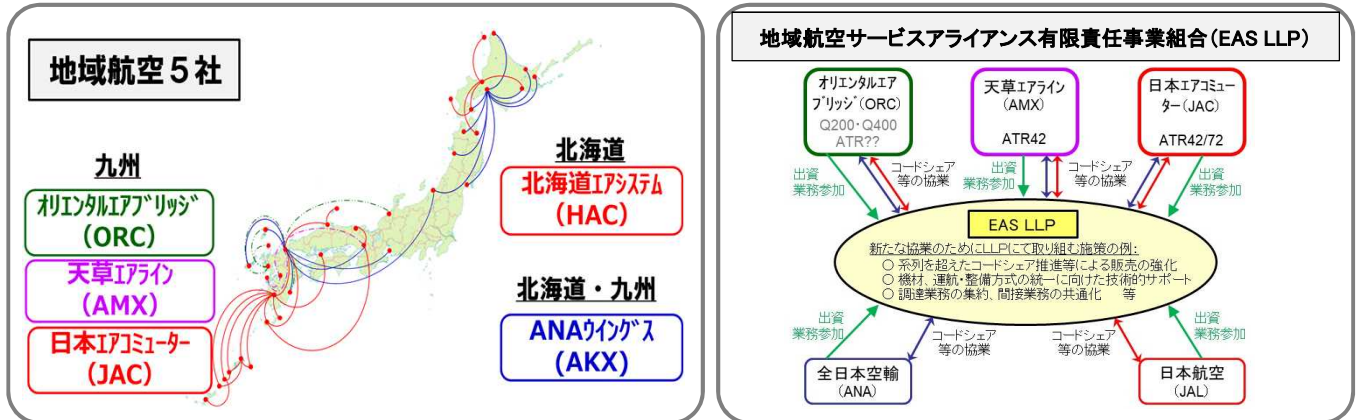 地域航空5社
九州
オリエンタルエアブリッジ
(ORC)
天草エアライン
(AMX)
日本エアコミューター
(JAC)
北海道
北海道エアシステム
(HAC)
北海道・九州
ANAウイングス
(AKX)
地域航空サービスアライアンス有限責任事業組合(EAS LLP)
オリエンタルエア
ブリッジ(ORC)
Q200・Q400
ATR??
天草エアライン
(AMX)
ATR42
日本エアコミュー
ター(JAC)
ATR42/72
出資
業務参加
コードシェア
等の協業
出資
業務参加
コードシェア
等の協業
出資
業務参加
EAS LLP
新たな協業のためにLLPにて取り組む施策の例:
○ 系列を超えたコードシェア推進等による販売の強化
○ 機材、運航・整備方式の統一に向けた技術的サポート
○ 調達業務の集約、間接業務の共通化 等
出資
業務参加
コードシェア
等の協業
コードシェア
等の協業
出資
業務参加
全日本空輸
(ANA)
日本航空
(JAL)